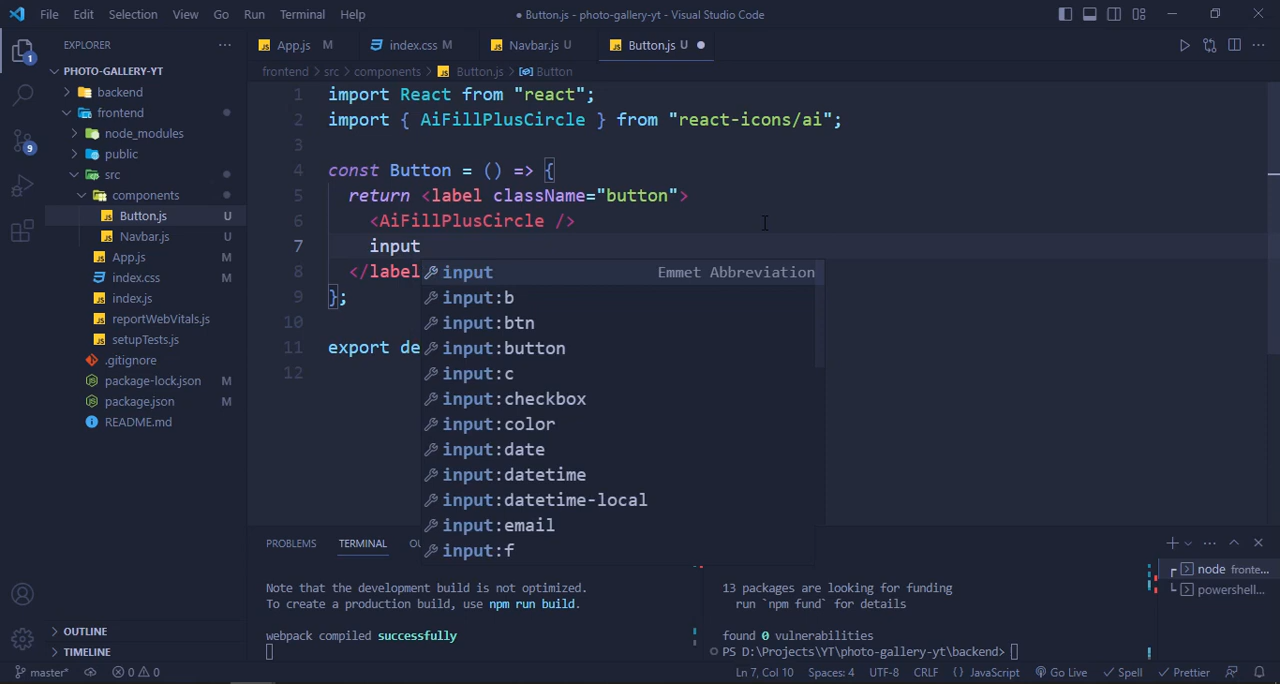 File Edit Selection View Go Run Terminal Help
● Button.js - photo-gallery-yt - Visual Studio Code
EXPLORER
PHOTO-GALLERY-YT
backend
frontend
node_modules
public
src
components
Button.js U
Navbar.js U
App.js M
index.css M
index.js
reportWebVitals.js
setupTests.js
.gitignore
package-lock.json M
package.json M
README.md
OUTLINE
TIMELINE
1
9
App.js M index.css M Navbar.js U Button.js U
frontend > src > components > Button.js > Button
1 import React from "react";
2 import { AiFillPlusCircle } from "react-icons/ai";
3
4 const Button = () => {
5 return <label className="button">
6 <AiFillPlusCircle />
7 input
8 </label
9 };
10
11 export de
12
input Emmet Abbreviation
input:b
input:btn
input:button
input:c
input:checkbox
input:color
input:date
input:datetime
input:datetime-local
input:email
input:f
PROBLEMS TERMINAL OU
Note that the development build is not optimized.
To create a production build, use npm run build.
webpack compiled successfully
13 packages are looking for funding
run `npm fund` for details
found 0 vulnerabilities
PS D:\Projects\YT\photo-gallery-yt\backend>
node fronte...
powershell...
master* 0 0 Ln 7, Col 10 Spaces: 4 UTF-8 CRLF {} JavaScript Go Live Spell Prettier